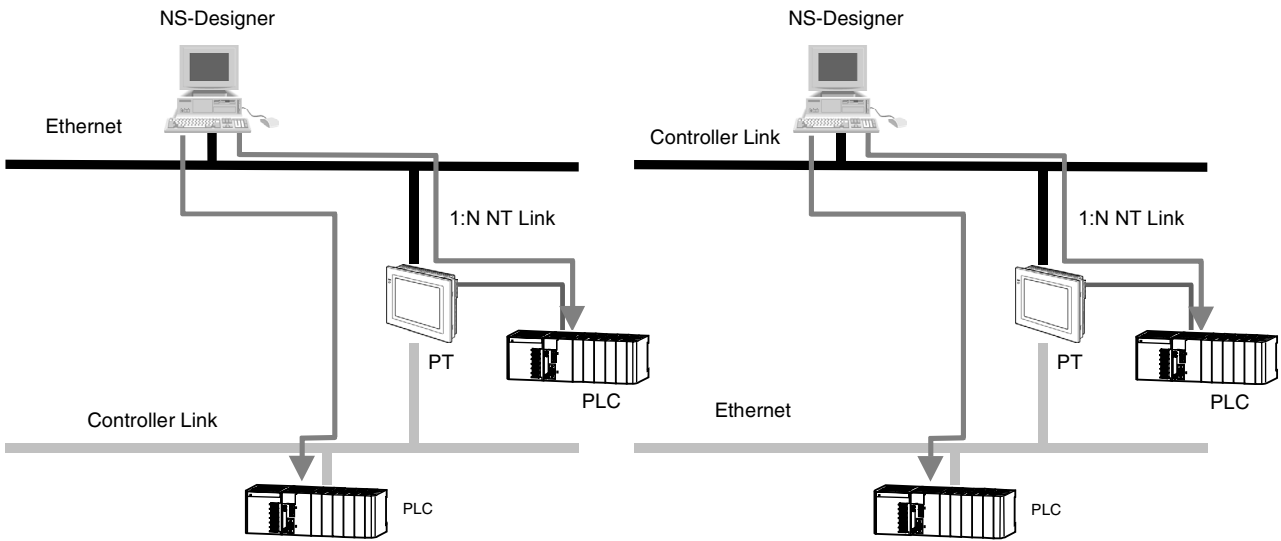 NS-Designer
Ethernet
1:N NT Link
PT
PLC
Controller Link
PLC
NS-Designer
Controller Link
1:N NT Link
PT
PLC
Ethernet
PLC